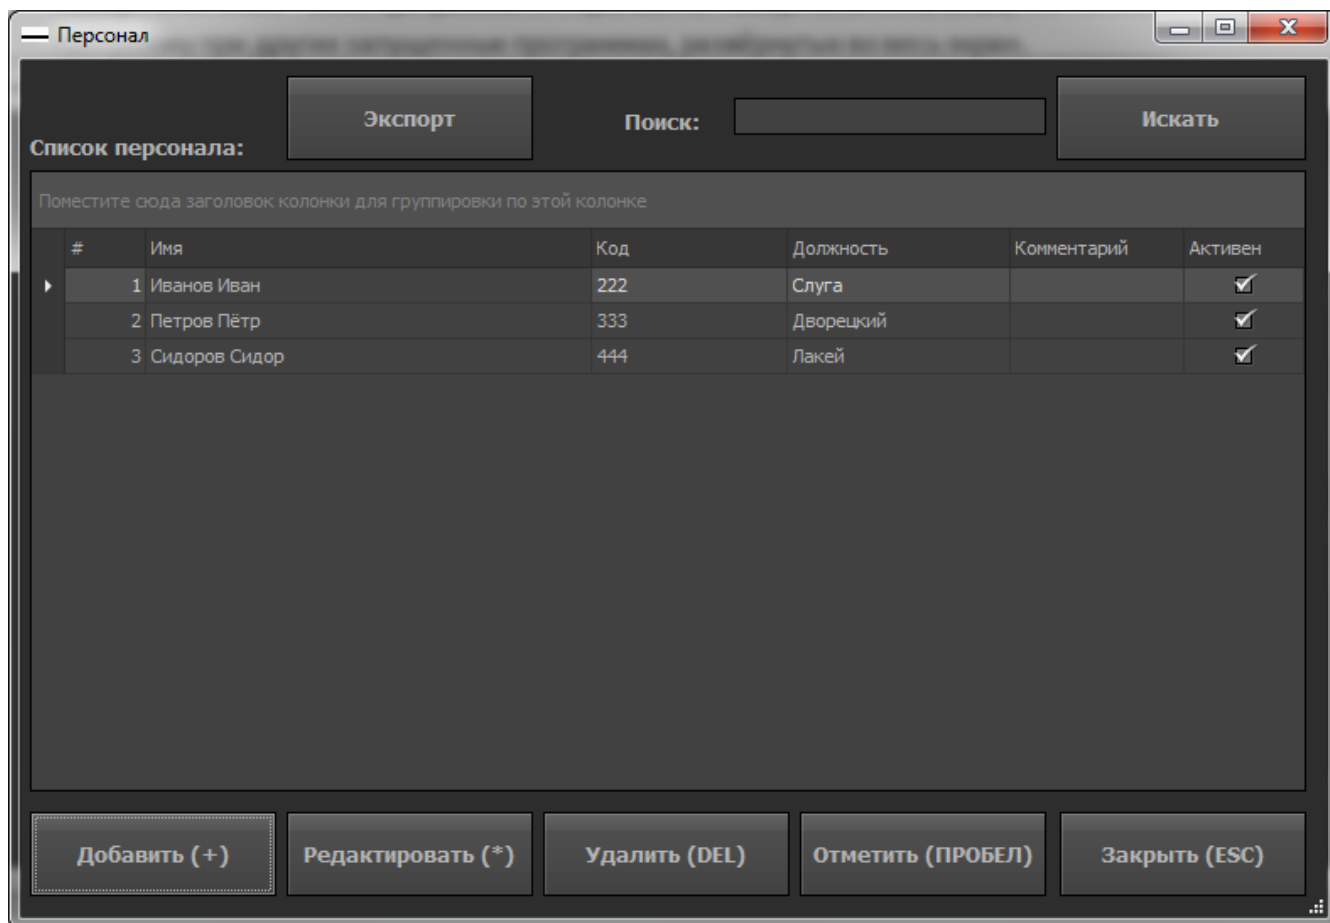 Персонал
Экспорт
Поиск:
Искать
Список персонала:
Поместите сюда заголовок колонки для группировки по этой колонке
# Имя Код Должность Комментарий Активен
1 Иванов Иван 222 Слуга
2 Петров Пётр 333 Дворецкий
3 Сидоров Сидор 444 Лакей
Добавить (+) Редактировать (*) Удалить (DEL) Отметить (ПРОБЕЛ) Закрыть (ESC)